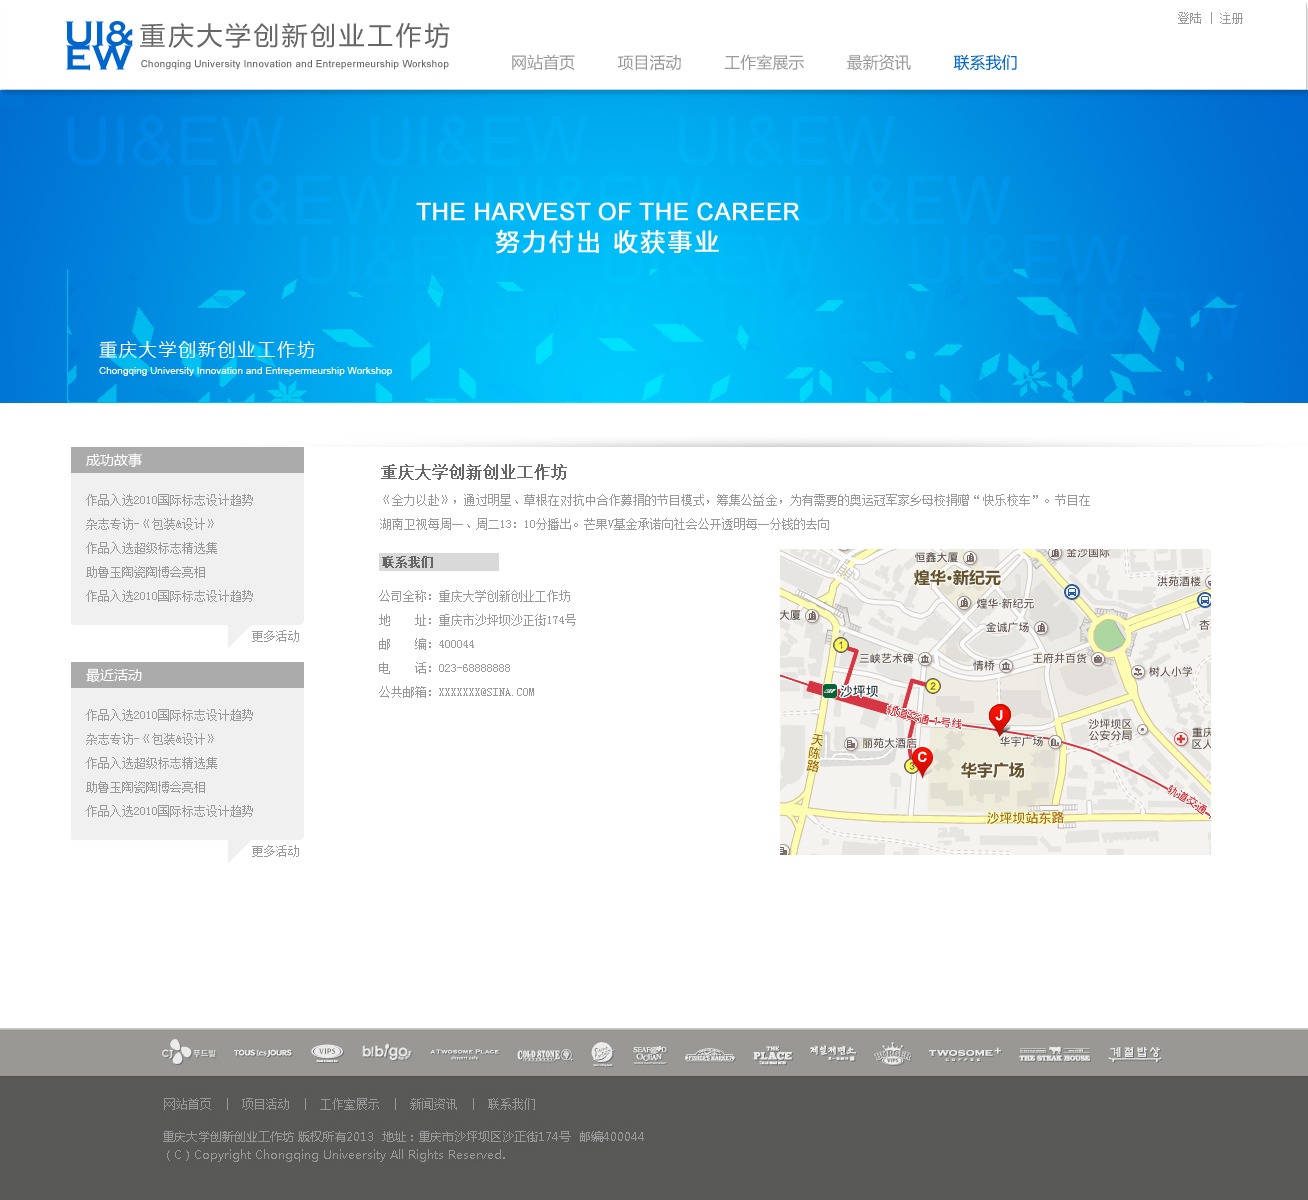 登陆 | 注册
UI&EW 重庆大学创新创业工作坊
Chongqing University Innovation and Entrepermeurship Workshop
网站首页 项目活动 工作室展示 最新资讯 联系我们
UI&EW UI&EW UI&EW
UI&EW UI&EW UI&EW
THE HARVEST OF THE CAREER
努力付出 收获事业
UI&EW UI&EW UI&EW
UI&EW UI&EW UI&EW
重庆大学创新创业工作坊
Chongqing University Innovation and Entrepermeurship Workshop
成功故事
作品入选2010国际标志设计趋势
杂志专访-《包装&设计》
作品入选超级标志精选集
助鲁玉陶瓷陶博会亮相
作品入选2010国际标志设计趋势
更多活动
最近活动
作品入选2010国际标志设计趋势
杂志专访-《包装&设计》
作品入选超级标志精选集
助鲁玉陶瓷陶博会亮相
作品入选2010国际标志设计趋势
更多活动
重庆大学创新创业工作坊
《全力以赴》，通过明星、草根在对抗中合作募捐的节目模式，筹集公益金，为有需要的奥运冠军家乡母校捐赠“快乐校车”。节目在
湖南卫视每周一、周二13：10分播出。芒果V基金承诺向社会公开透明每一分钱的去向
联系我们
公司全称：重庆大学创新创业工作坊
地 址：重庆市沙坪坝沙正街174号
邮 编：400044
电 话：023-68888888
公共邮箱：XXXXXXX@SINA.COM
恒鑫大厦
金沙国际
煌华·新纪元
洪苑酒楼
煌华·新纪元
大厦
金诚广场
杏
1
三峡艺术碑
情桥
王府井百货
树人小学
沙坪坝
2
轨道交通1号线
J
沙坪坝区
公安分局
天陈路
丽苑大酒店
华宇广场
重庆
区人
3
C
华宇广场
轨道交通
沙坪坝站东路
CJ 푸드빌 TOUS les JOURS VIPS bibigo A TWOSOME PLACE COLD STONE SEAFOOD OCEAN FISHER'S MARKET THE PLACE 제일제면소 BURGER VIPS TWOSOME+ COFFEE THE STEAK HOUSE 계절밥상
网站首页 | 项目活动 | 工作室展示 | 新闻资讯 | 联系我们
重庆大学创新创业工作坊 版权所有2013 地址：重庆市沙坪坝区沙正街174号 邮编400044
( C ) Copyright Chongqing Univeersity All Rights Reserved.